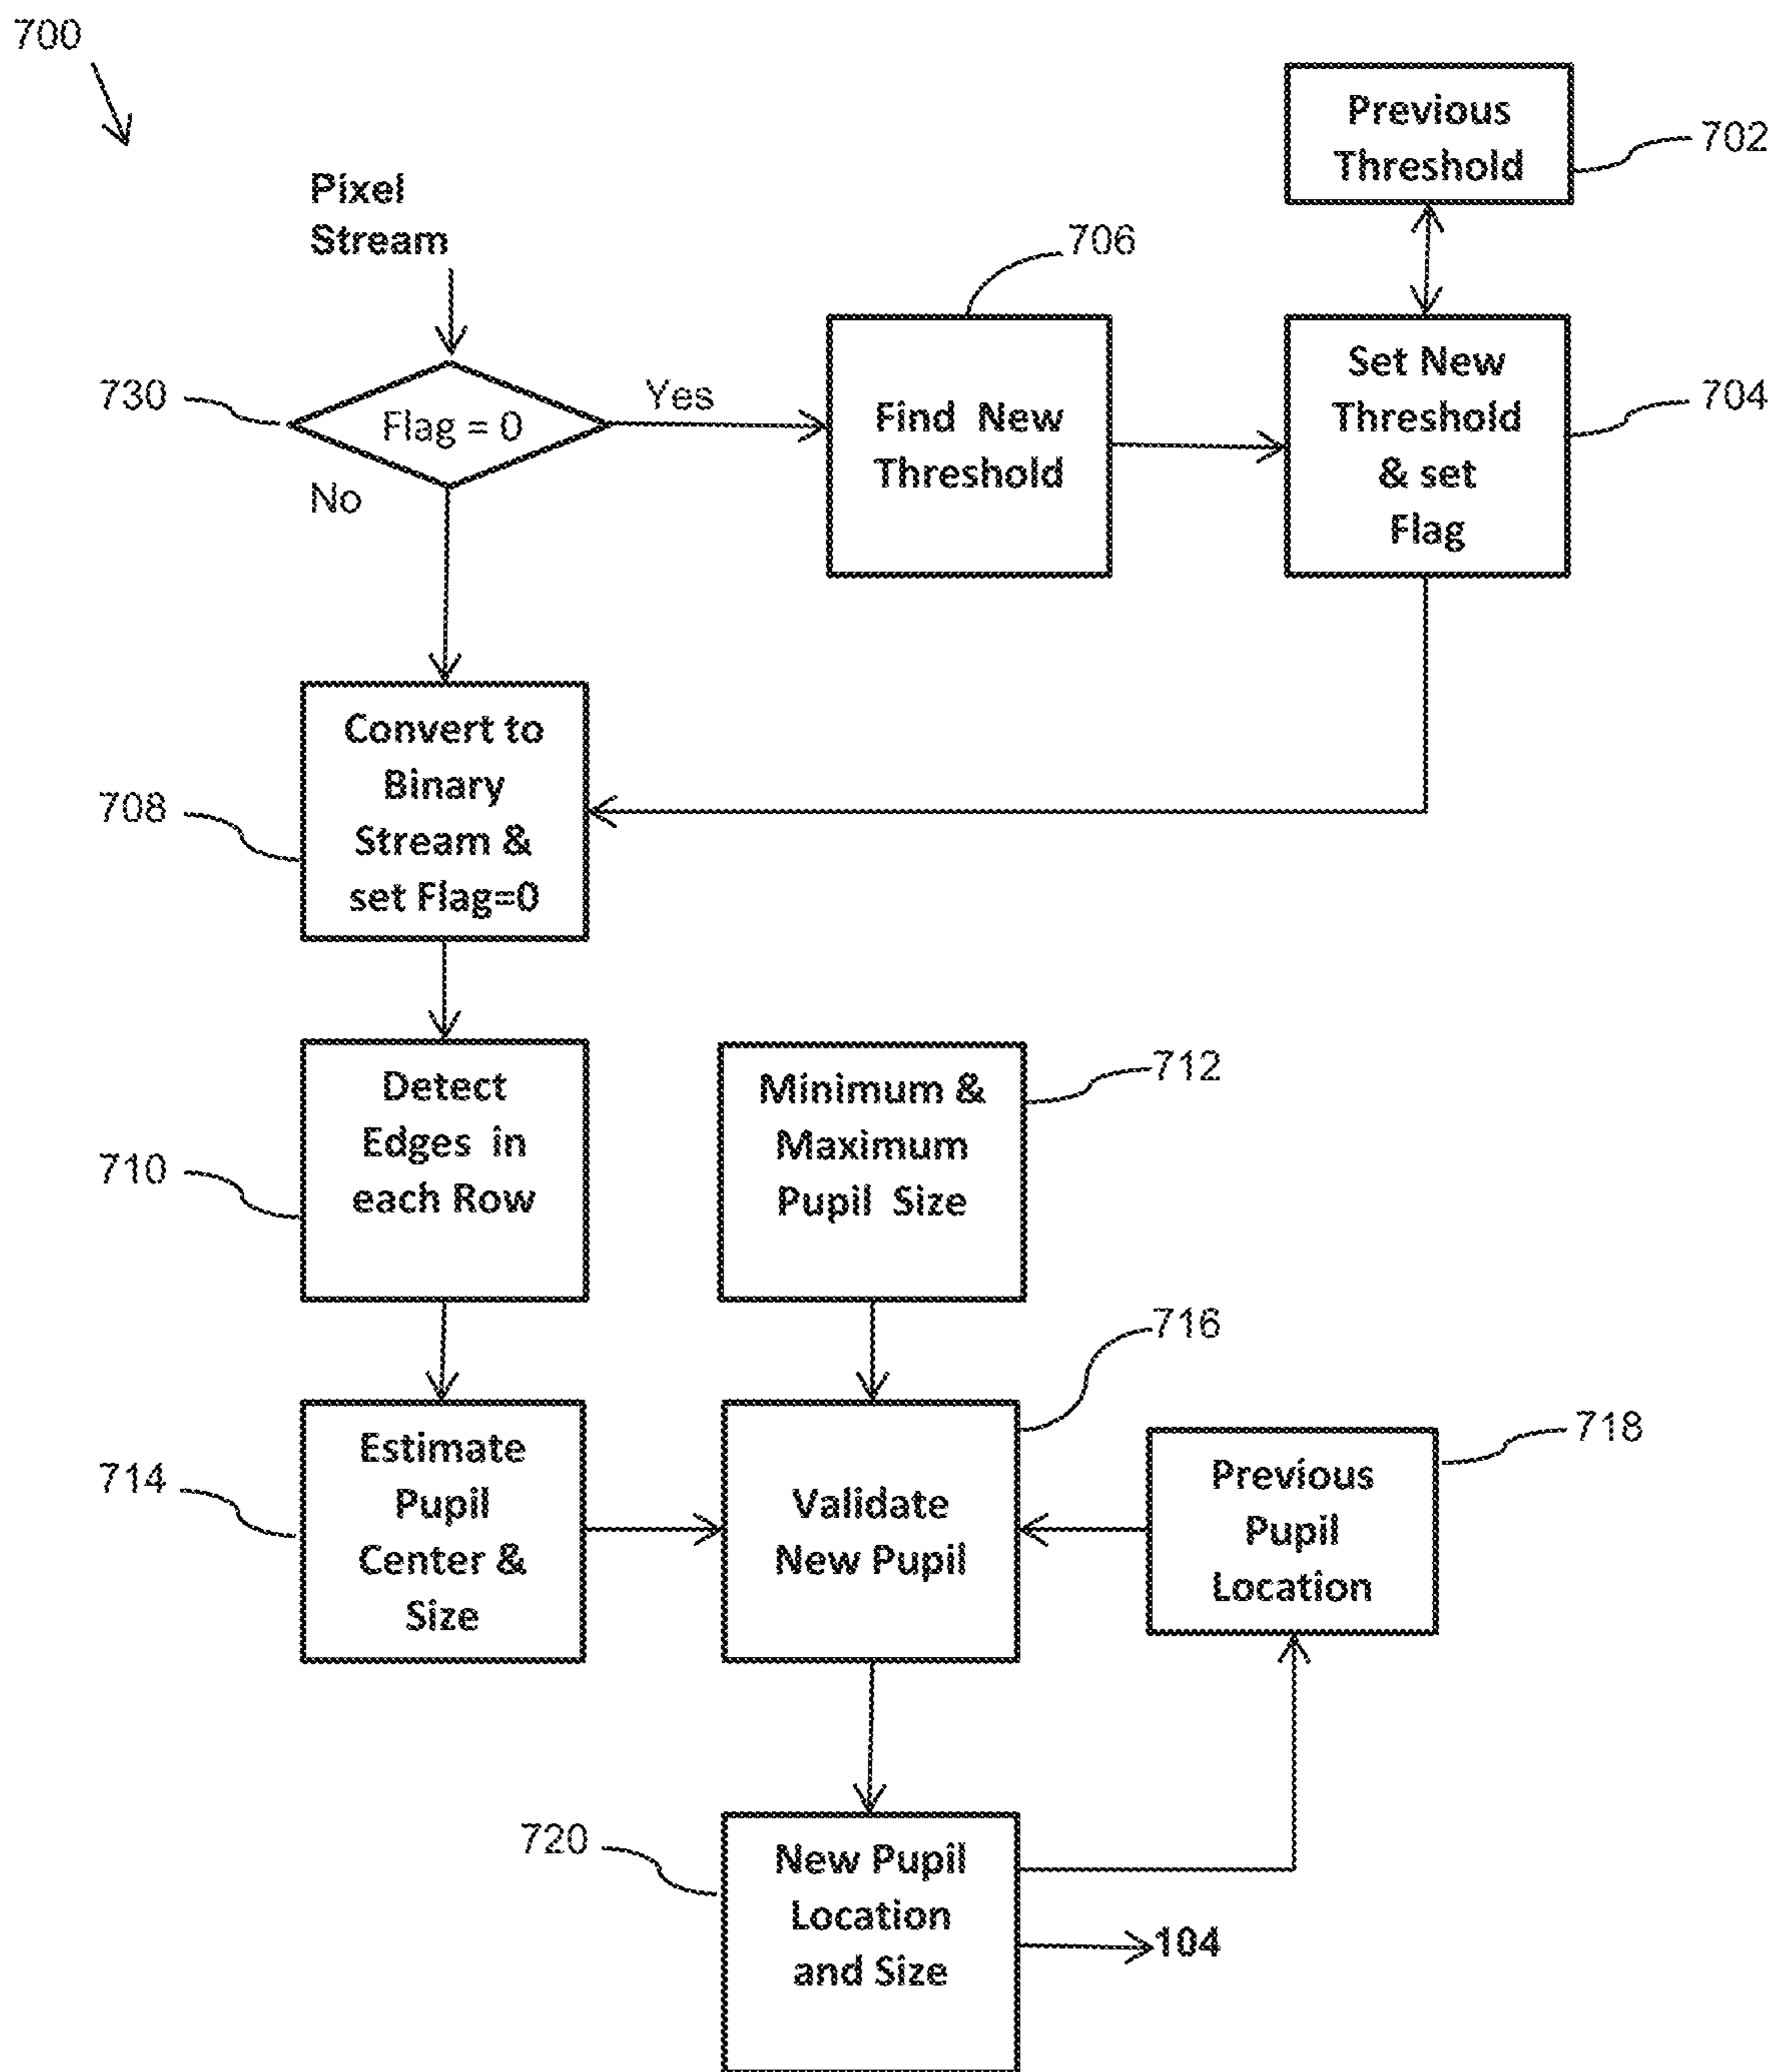 700
Previous
Threshold
702
Pixel
Stream
706
730
Flag = 0
Yes
No
Find New
Threshold
Set New
Threshold
& set
Flag
704
Convert to
Binary
Stream &
set Flag=0
708
Detect
Edges in
each Row
710
Minimum &
Maximum
Pupil Size
712
716
Estimate
Pupil
Center &
Size
714
Validate
New Pupil
Previous
Pupil
Location
718
720
New Pupil
Location
and Size
104